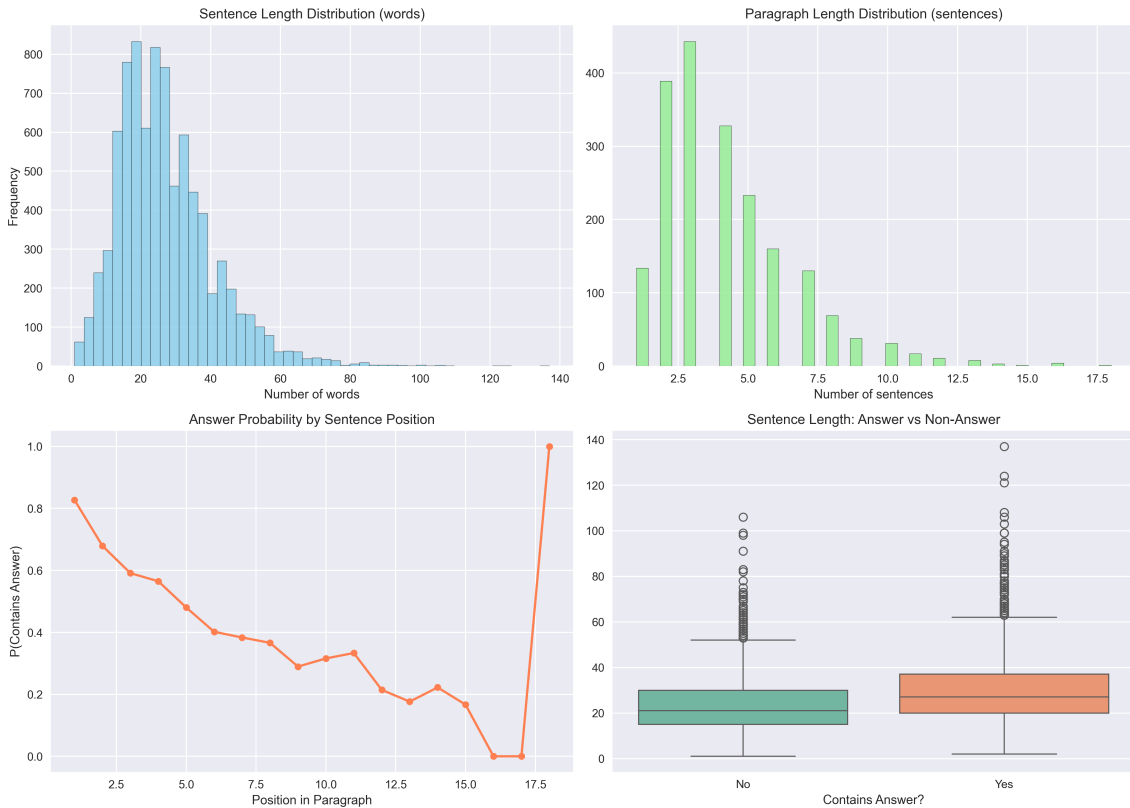 Sentence Length Distribution (words)
800
700
600
500
400
300
200
100
0
Frequency
0 20 40 60 80 100 120 140
Number of words
Paragraph Length Distribution (sentences)
400
300
200
100
0
2.5 5.0 7.5 10.0 12.5 15.0 17.5
Number of sentences
Answer Probability by Sentence Position
1.0
0.8
0.6
0.4
0.2
0.0
P(Contains Answer)
2.5 5.0 7.5 10.0 12.5 15.0 17.5
Position in Paragraph
Sentence Length: Answer vs Non-Answer
140
120
100
80
60
40
20
0
No Yes
Contains Answer?